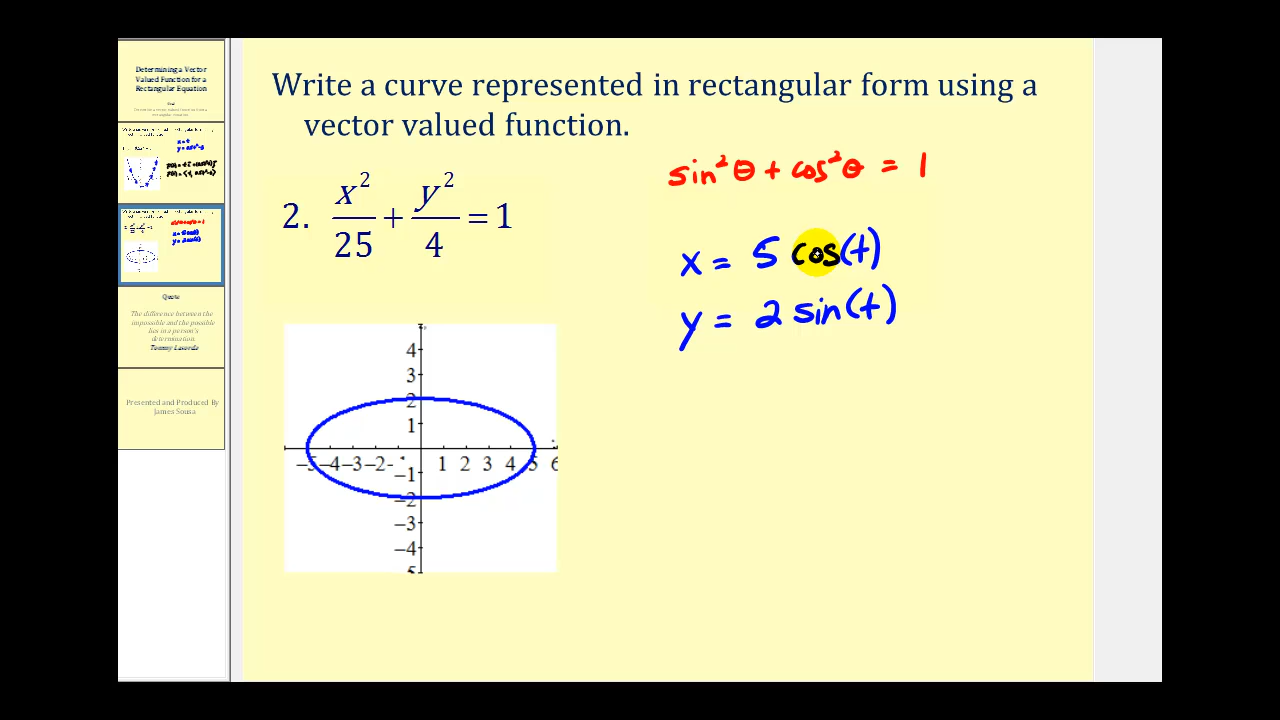 Determining a Vector
Valued Function for a
Rectangular Equation
Write a curve represented in rectangular form using a
vector valued function.
sin²θ + cos²θ = 1
2. x²/25 + y²/4 = 1
x = 5 cos(t)
y = 2 sin(t)
4
3
2
1
−5 −4 −3 −2 1 2 3 4 5 6
−1
−2
−3
−4
5
Quote
The difference between the
impossible and the possible
lies in a person's
determination.
Tommy Lasorda
Presented and Produced By
James Sousa